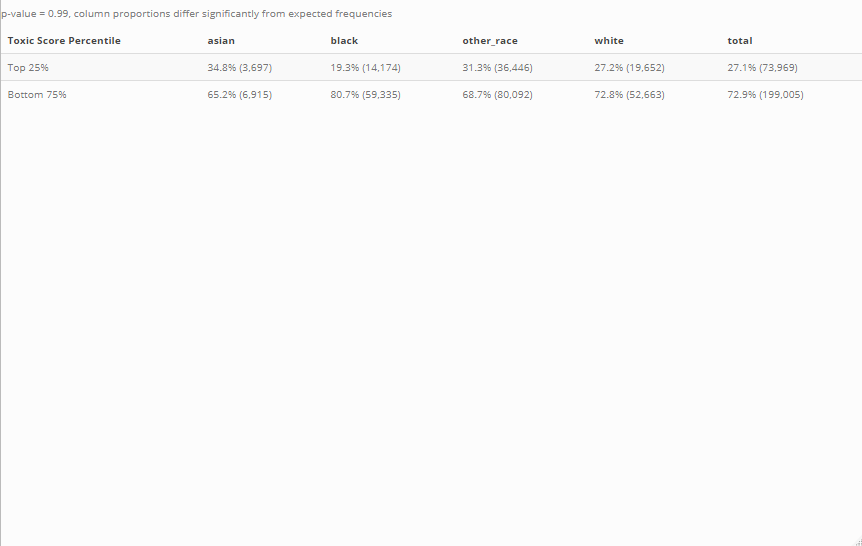 p-value = 0.99, column proportions differ significantly from expected frequencies
Toxic Score Percentile asian black other_race white total
Top 25% 34.8% (3,697) 19.3% (14,174) 31.3% (36,446) 27.2% (19,652) 27.1% (73,969)
Bottom 75% 65.2% (6,915) 80.7% (59,335) 68.7% (80,092) 72.8% (52,663) 72.9% (199,005)